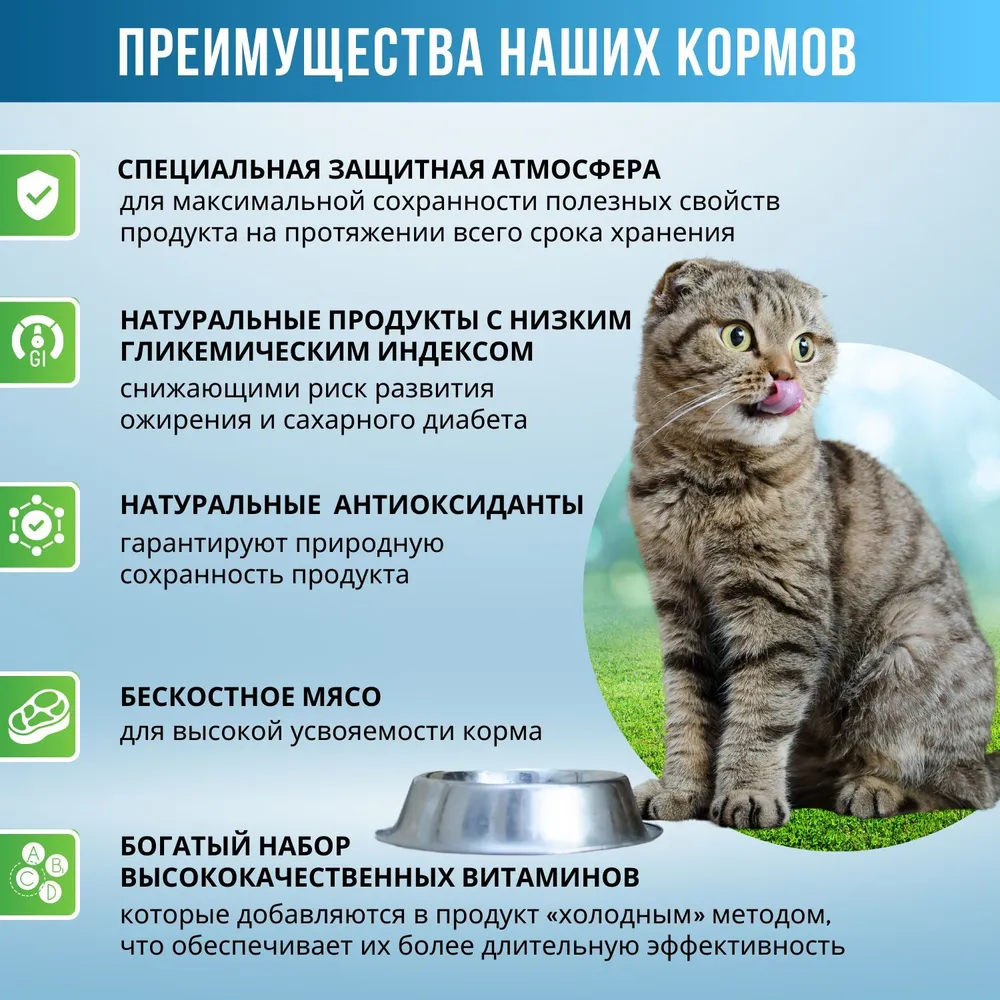 ПРЕИМУЩЕСТВА НАШИХ КОРМОВ
СПЕЦИАЛЬНАЯ ЗАЩИТНАЯ АТМОСФЕРА
для максимальной сохранности полезных свойств
продукта на протяжении всего срока хранения
GI
НАТУРАЛЬНЫЕ ПРОДУКТЫ С НИЗКИМ
ГЛИКЕМИЧЕСКИМ ИНДЕКСОМ
снижающими риск развития
ожирения и сахарного диабета
НАТУРАЛЬНЫЕ АНТИОКСИДАНТЫ
гарантируют природную
сохранность продукта
БЕСКОСТНОЕ МЯСО
для высокой усвояемости корма
A
B₁
C
D
БОГАТЫЙ НАБОР
ВЫСОКОКАЧЕСТВЕННЫХ ВИТАМИНОВ
которые добавляются в продукт «холодным» методом,
что обеспечивает их более длительную эффективность